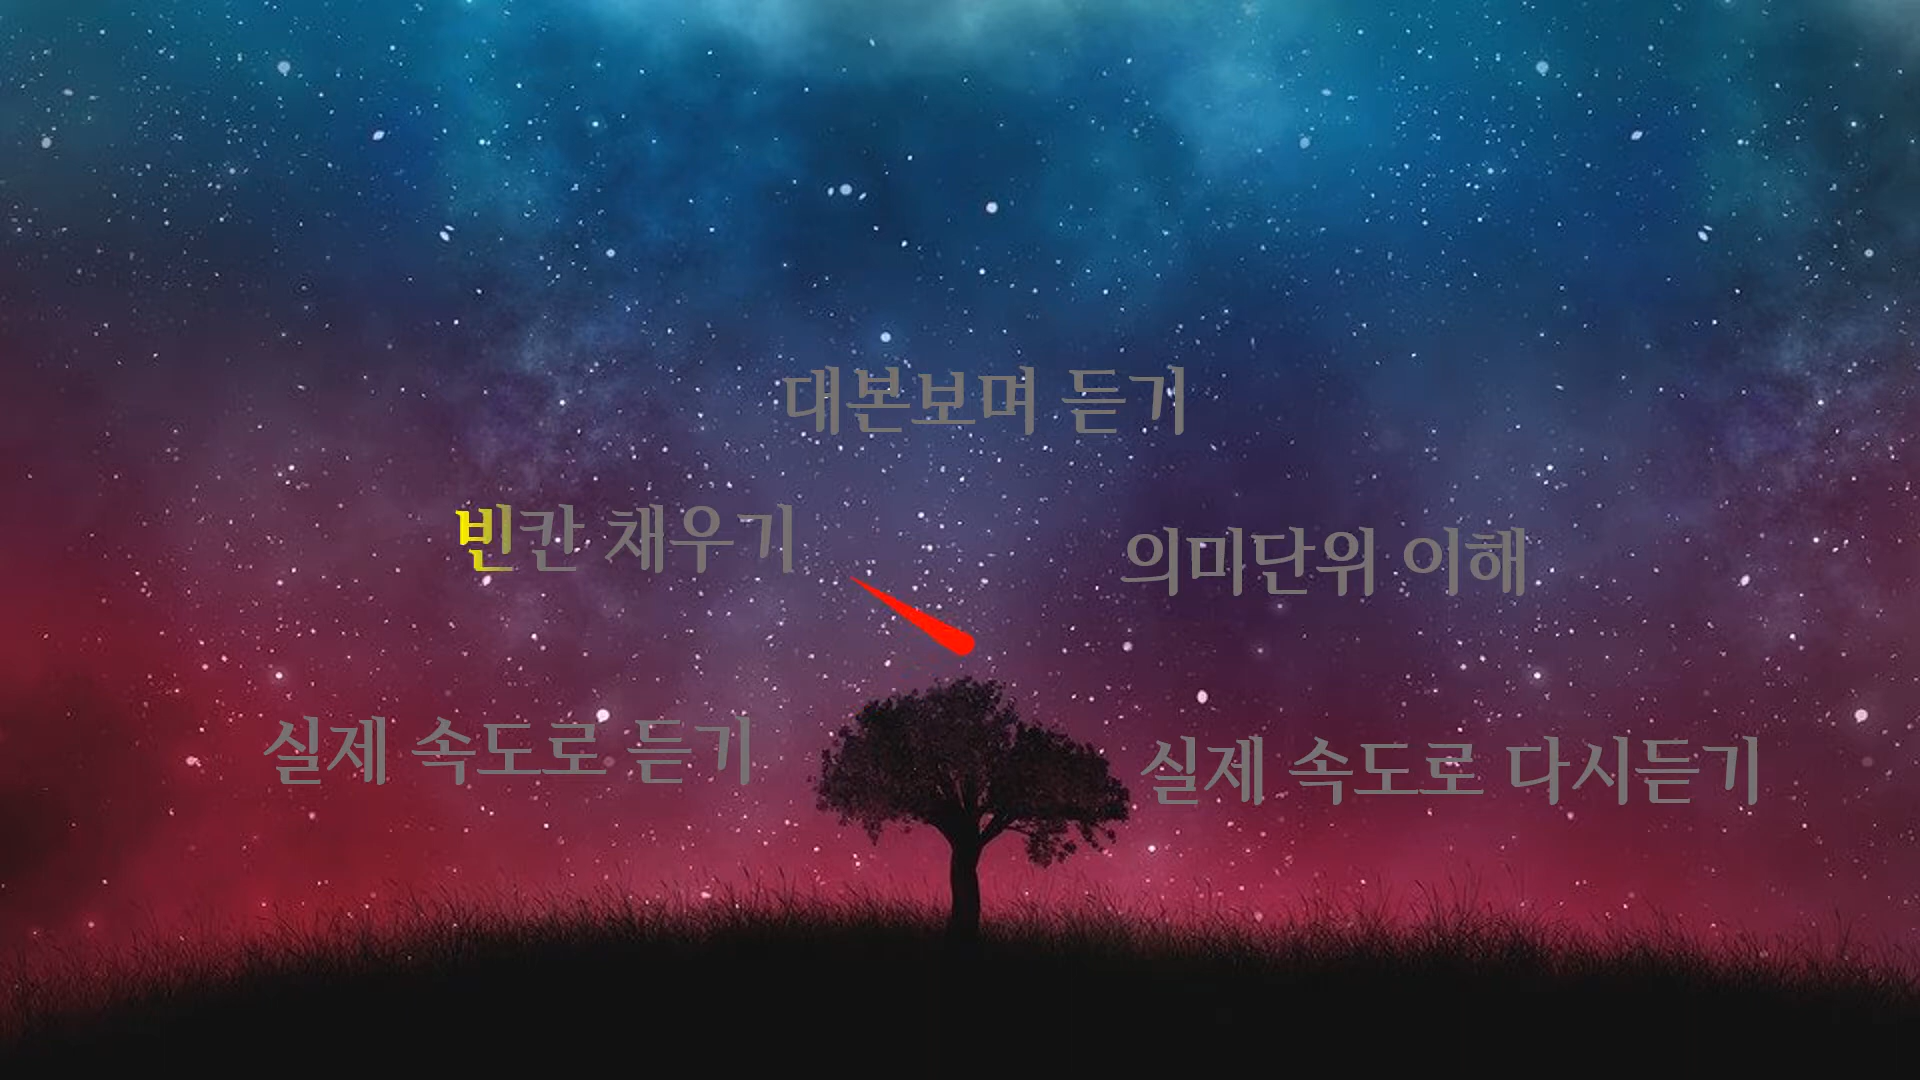 대본보며 듣기
빈칸 채우기
의미단위 이해
실제 속도로 듣기
실제 속도로 다시듣기